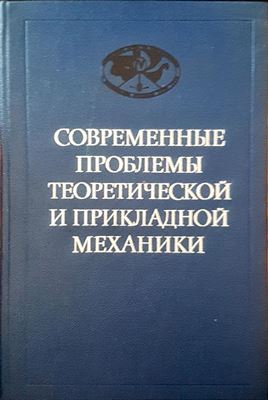 СОВРЕМЕННЫЕ
ПРОБЛЕМЫ
ТЕОРЕТИЧЕСКОЙ
И ПРИКЛАДНОЙ
МЕХАНИКИ